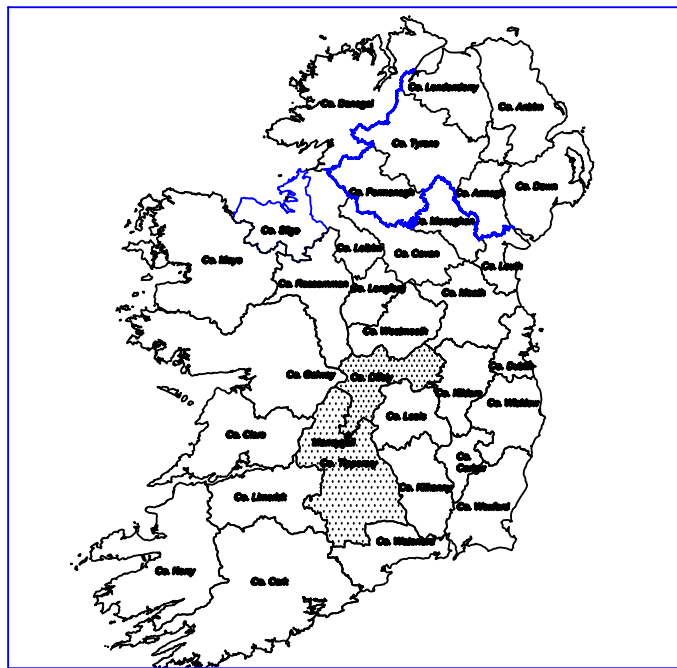 Co. Donegal
Co. Londonderry
Co. Antrim
Co. Tyrone
Co. Fermanagh
Co. Armagh
Co. Down
Co. Monaghan
Co. Sligo
Co. Leitrim
Co. Cavan
Co. Louth
Co. Mayo
Co. Roscommon
Co. Longford
Co. Meath
Co. Westmeath
Co. Galway
Co. Offaly
Co. Dublin
Co. Kildare
Co. Wicklow
Co. Laois
Co. Clare
Co. Tipperary
Co.
Carlow
Co. Limerick
Co. Kilkenny
Co. Wexford
Co. Waterford
Co. Kerry
Co. Cork